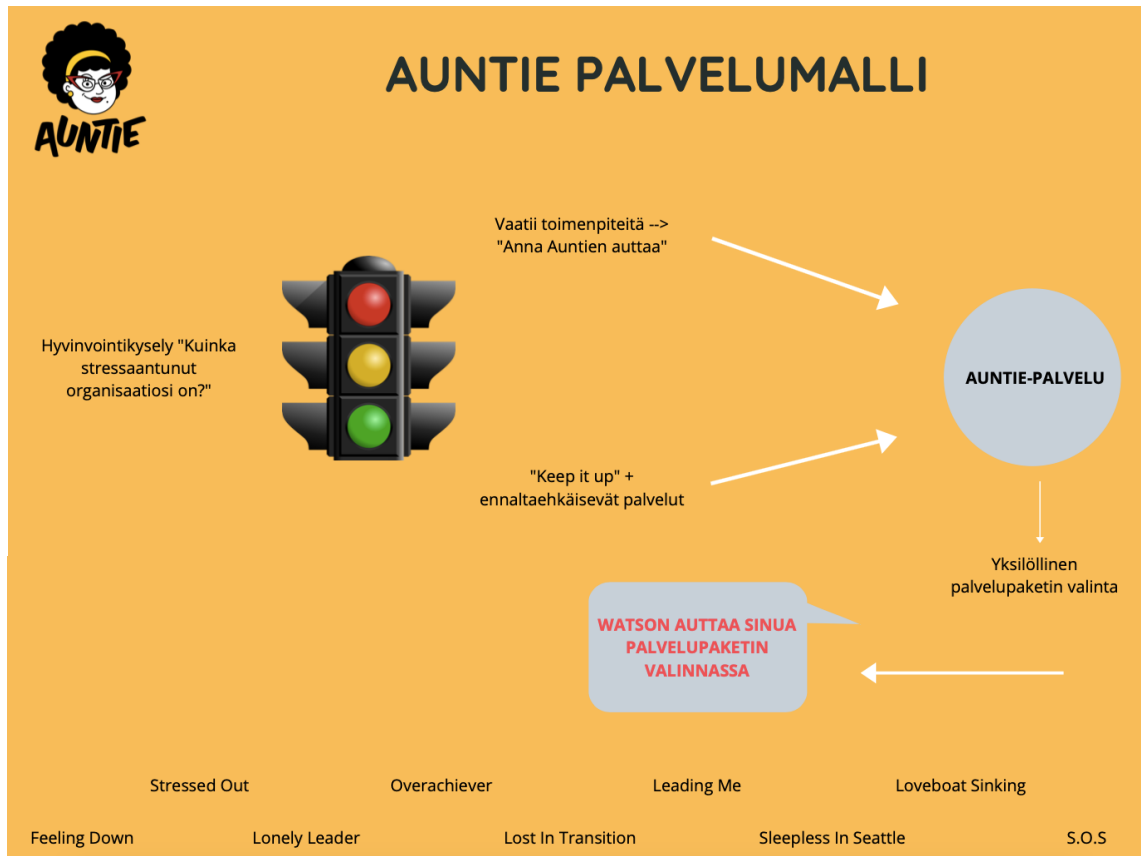 AUNTIE
AUNTIE PALVELUMALLI
Vaatii toimenpiteitä -->
"Anna Auntien auttaa"
Hyvinvointikysely "Kuinka
stressaantunut
organisaatiosi on?"
AUNTIE-PALVELU
"Keep it up" +
ennaltaehkäisevät palvelut
Yksilöllinen
palvelupaketin valinta
WATSON AUTTAA SINUA
PALVELUPAKETIN
VALINNASSA
Stressed Out
Overachiever
Leading Me
Loveboat Sinking
Feeling Down
Lonely Leader
Lost In Transition
Sleepless In Seattle
S.O.S